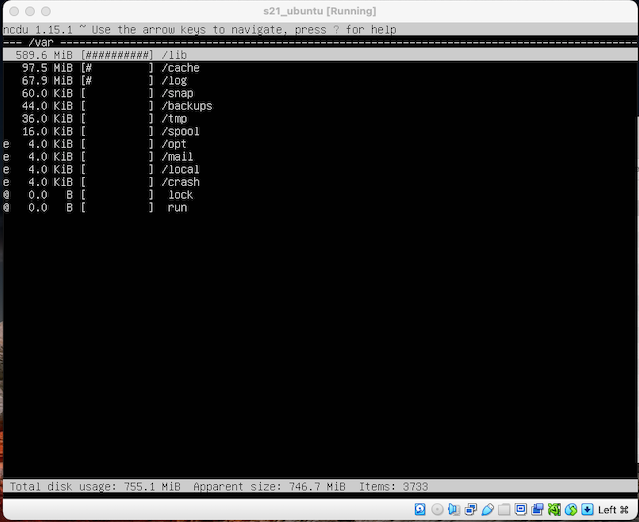 s21_ubuntu [Running]
ncdu 1.15.1 ~ Use the arrow keys to navigate, press ? for help
--- /var ----------------------------------------------------------------------
  589.6 MiB [##########] /lib
   97.5 MiB [#         ] /cache
   67.9 MiB [#         ] /log
   60.0 KiB [          ] /snap
   44.0 KiB [          ] /backups
   36.0 KiB [          ] /tmp
   16.0 KiB [          ] /spool
e   4.0 KiB [          ] /opt
e   4.0 KiB [          ] /mail
e   4.0 KiB [          ] /local
e   4.0 KiB [          ] /crash
@   0.0   B [          ]  lock
@   0.0   B [          ]  run
Total disk usage: 755.1 MiB  Apparent size: 746.7 MiB  Items: 3733
Left ⌘